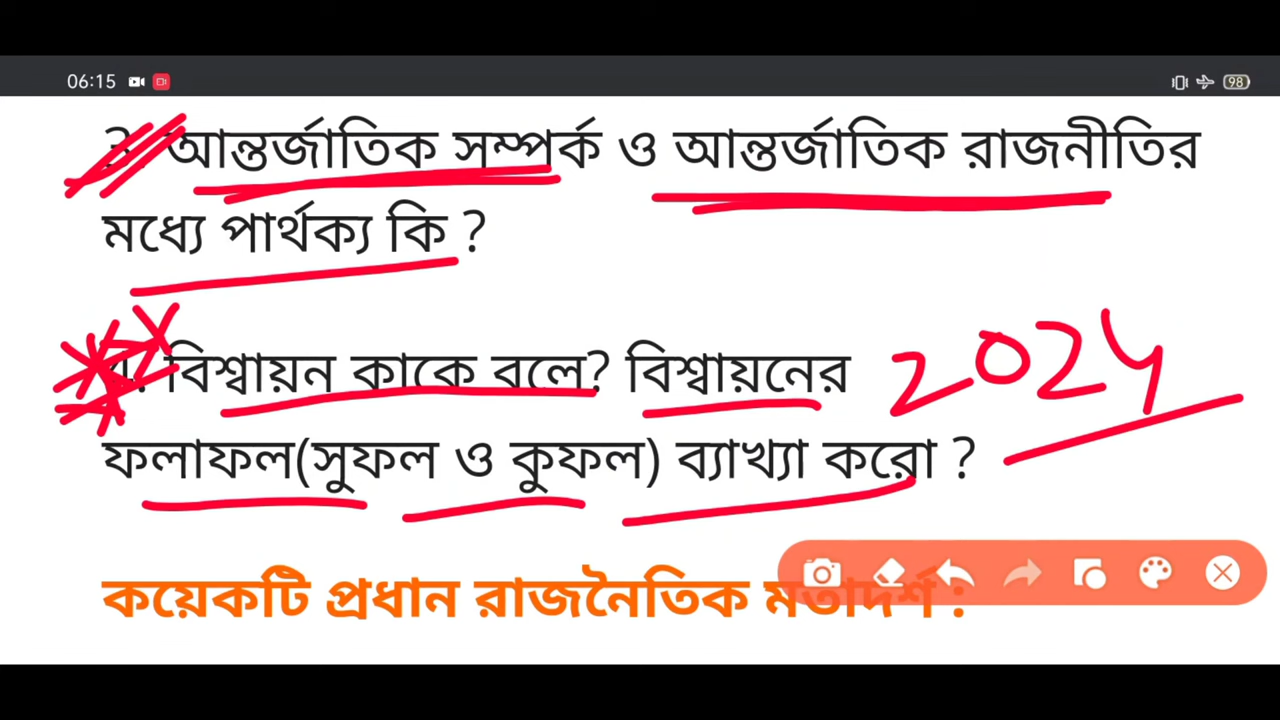 06:15 98
আন্তর্জাতিক সম্পর্ক ও আন্তর্জাতিক রাজনীতির
মধ্যে পার্থক্য কি ?
বিশ্বায়ন কাকে বলে? বিশ্বায়নের 2024
ফলাফল(সুফল ও কুফল) ব্যাখ্যা করো ?
কয়েকটি প্রধান রাজনৈতিক মতাদর্শ :